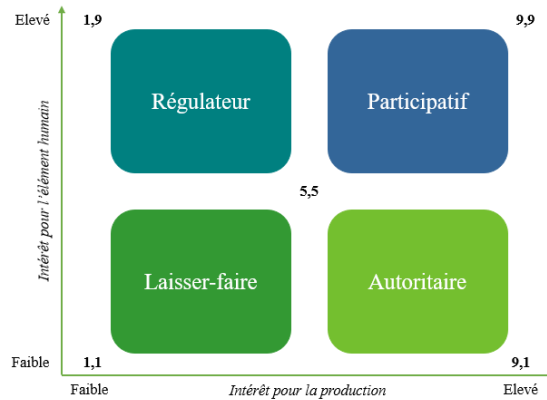 Elevé
1,9
9,9
Régulateur
Participatif
Intérêt pour l'élément humain
5,5
Laisser-faire
Autoritaire
Faible
1,1
9,1
Faible
Intérêt pour la production
Elevé